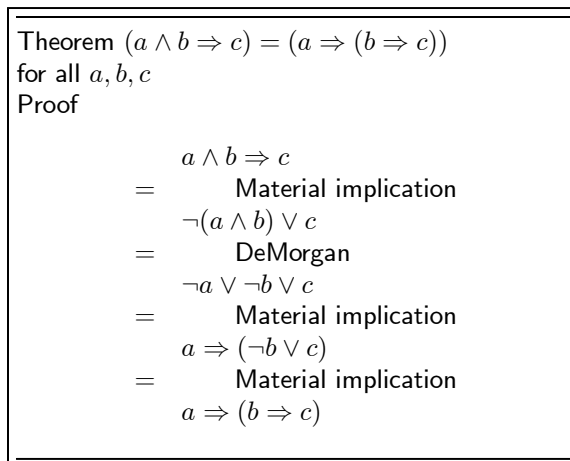 Theorem (a ∧ b ⇒ c) = (a ⇒ (b ⇒ c))
for all a, b, c
Proof
a ∧ b ⇒ c
= Material implication
¬(a ∧ b) ∨ c
= DeMorgan
¬a ∨ ¬b ∨ c
= Material implication
a ⇒ (¬b ∨ c)
= Material implication
a ⇒ (b ⇒ c)